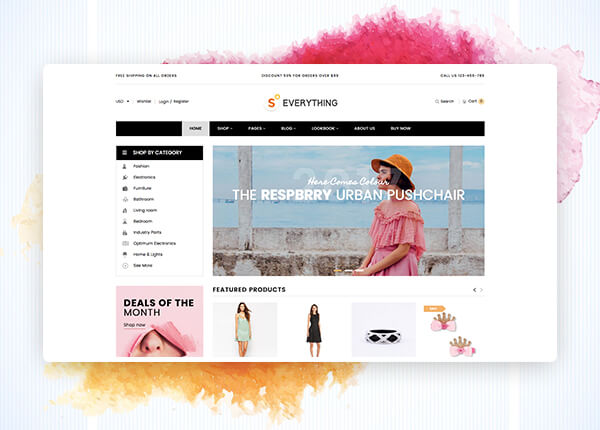 FREE SHIPPING ON ALL ORDERS
DISCOUNT 50% FOR ORDERS OVER $99
CALL US:123-456-789
USD
Wishlist
Login / Register
S EVERYTHING
Search
Cart 0
HOME
SHOP
PAGES
BLOG
LOOKBOOK
ABOUT US
BUY NOW
SHOP BY CATEGORY
Fashion
Electronics
Furniture
Bathroom
Living room
Bedroom
Industry Parts
Optimum Electronics
Home & Lights
See More
Here Comes Colour
THE RESPBRRY URBAN PUSHCHAIR
DEALS OF THE
MONTH
Shop now
FEATURED PRODUCTS